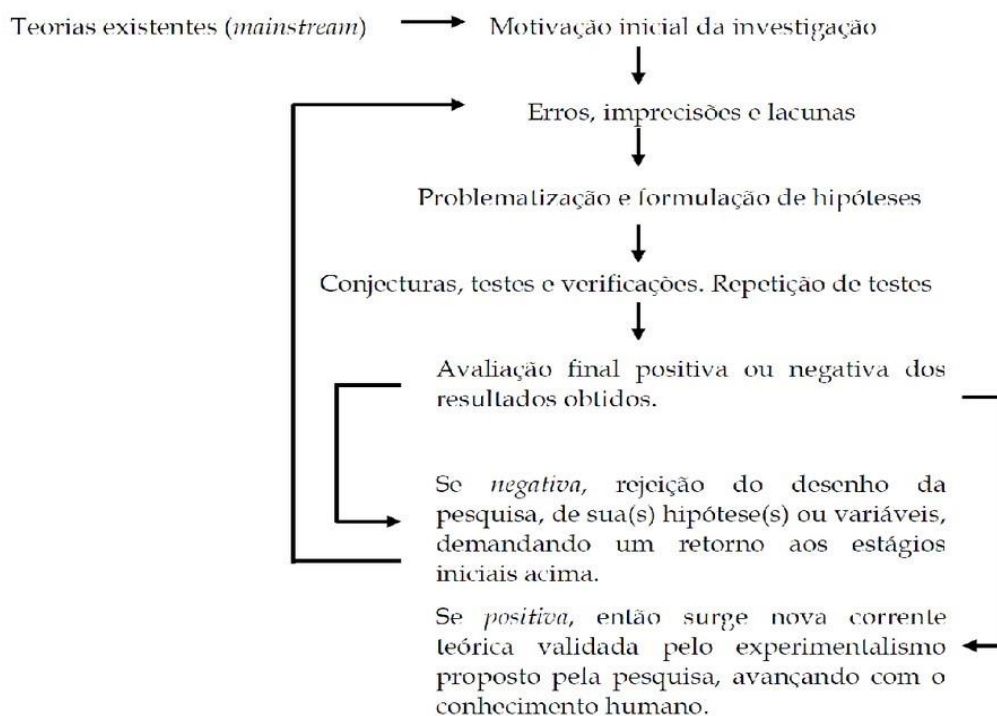 Teorias existentes (mainstream)
Motivação inicial da investigação
Erros, imprecisões e lacunas
Problematização e formulação de hipóteses
Conjecturas, testes e verificações. Repetição de testes
Avaliação final positiva ou negativa dos
resultados obtidos.
Se negativa, rejeição do desenho da
pesquisa, de sua(s) hipótese(s) ou variáveis,
demandando um retorno aos estágios
iniciais acima.
Se positiva, então surge nova corrente
teórica validada pelo experimentalismo
proposto pela pesquisa, avançando com o
conhecimento humano.